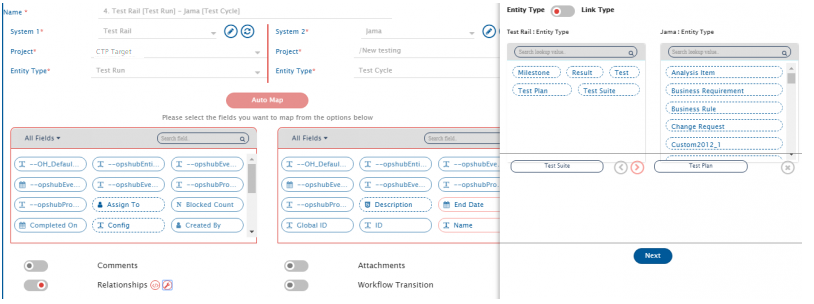 Name *
4. Test Rail [Test Run] - Jama [Test Cycle]
System 1*
Test Rail
System 2*
Jama
Project*
CTP Target
Project*
/New testing
Entity Type*
Test Run
Entity Type*
Test Cycle
Auto Map
Please select the fields you want to map from the options below
All Fields
Search field..
All Fields
Search field..
--OH_Defaul...
--opshubEnti...
--opshubEve...
--opshubEve...
--opshubEve...
--opshubPro...
--opshubPro...
Assign To
Blocked Count
Completed On
Config
Created By
--OH_Defaul...
--opshubEnti...
--opshubEve...
--opshubEve...
--opshubEve...
--opshubPro...
--opshubPro...
Description
End Date
Global ID
ID
Name
Comments
Attachments
Relationships
Workflow Transition
Entity Type
Link Type
Test Rail : Entity Type
Jama : Entity Type
Search lookup value..
Search lookup value..
Milestone
Result
Test
Test Plan
Test Suite
Analysis Item
Business Requirement
Business Rule
Change Request
Custom2012_1
Test Suite
Test Plan
Next